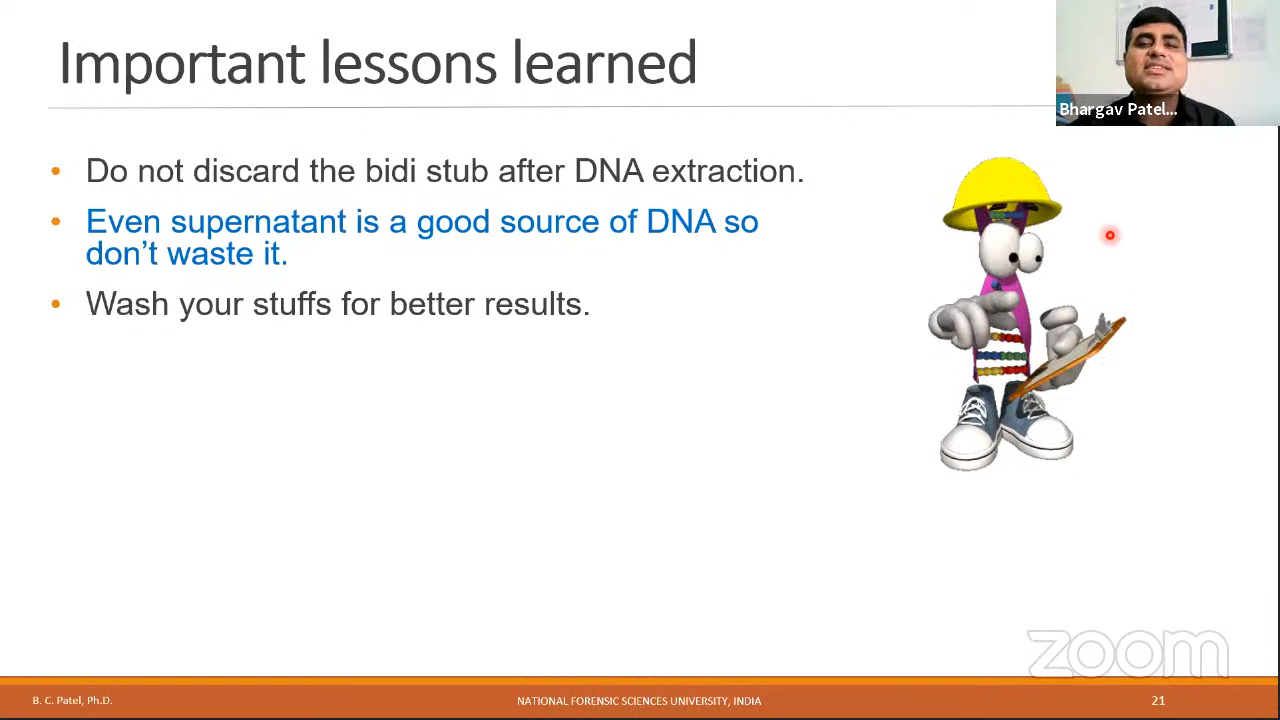 Important lessons learned
Bhargav Patel...
• Do not discard the bidi stub after DNA extraction.
• Even supernatant is a good source of DNA so
don’t waste it.
• Wash your stuffs for better results.
zoom
B. C. Patel, Ph.D.
NATIONAL FORENSIC SCIENCES UNIVERSITY, INDIA
21